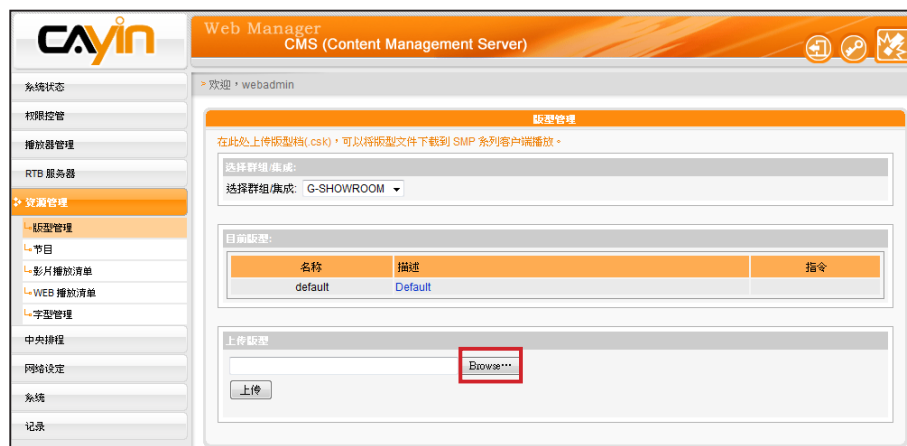 CAYIN
Web Manager
CMS (Content Management Server)
系统状态
权限控管
播放器管理
RTB 服务器
资源管理
版型管理
节目
影片播放清单
WEB 播放清单
字型管理
中央排程
网络设定
系统
记录
欢迎，webadmin
版型管理
在此处上传版型档(.csk)，可以将版型文件下载到 SMP 系列客户端播放。
选择群组/集成:
选择群组/集成: G-SHOWROOM
目前版型:
名称 描述 指令
default Default
上传版型
Browse…
上传